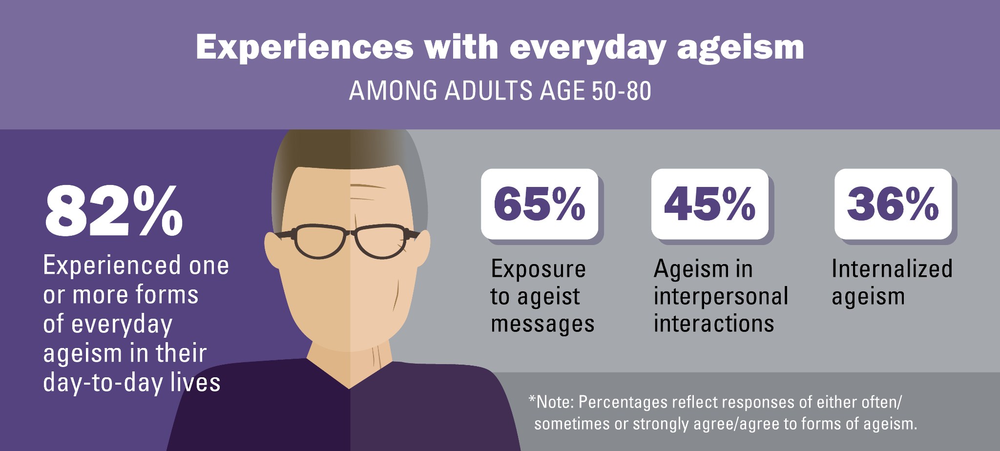 Experiences with everyday ageism
AMONG ADULTS AGE 50-80
82%
Experienced one
or more forms
of everyday
ageism in their
day-to-day lives
65%
Exposure
to ageist
messages
45%
Ageism in
interpersonal
interactions
36%
Internalized
ageism
*Note: Percentages reflect responses of either often/
sometimes or strongly agree/agree to forms of ageism.